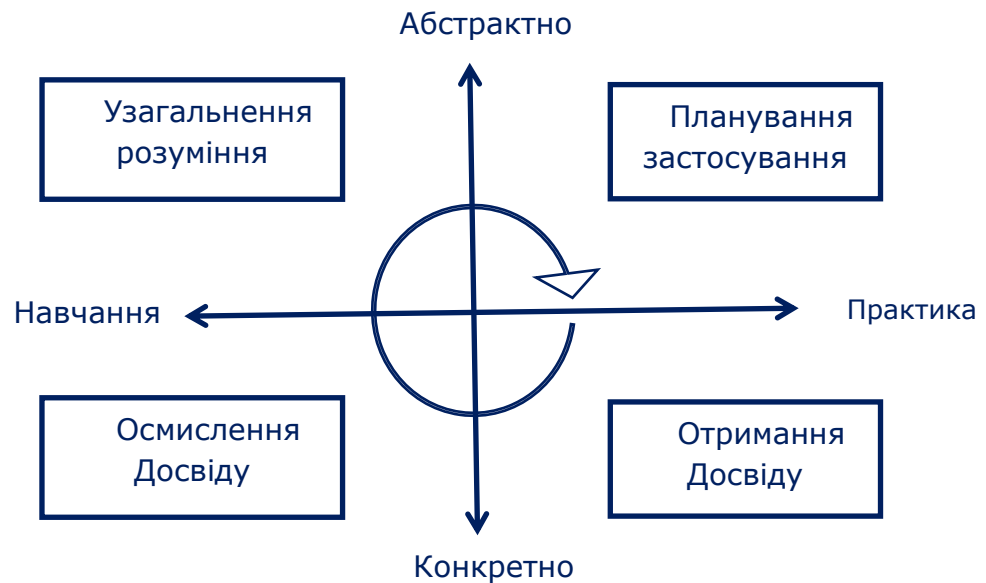 Абстрактно
Узагальнення
розуміння
Планування
застосування
Навчання
Практика
Осмислення
Досвіду
Отримання
Досвіду
Конкретно